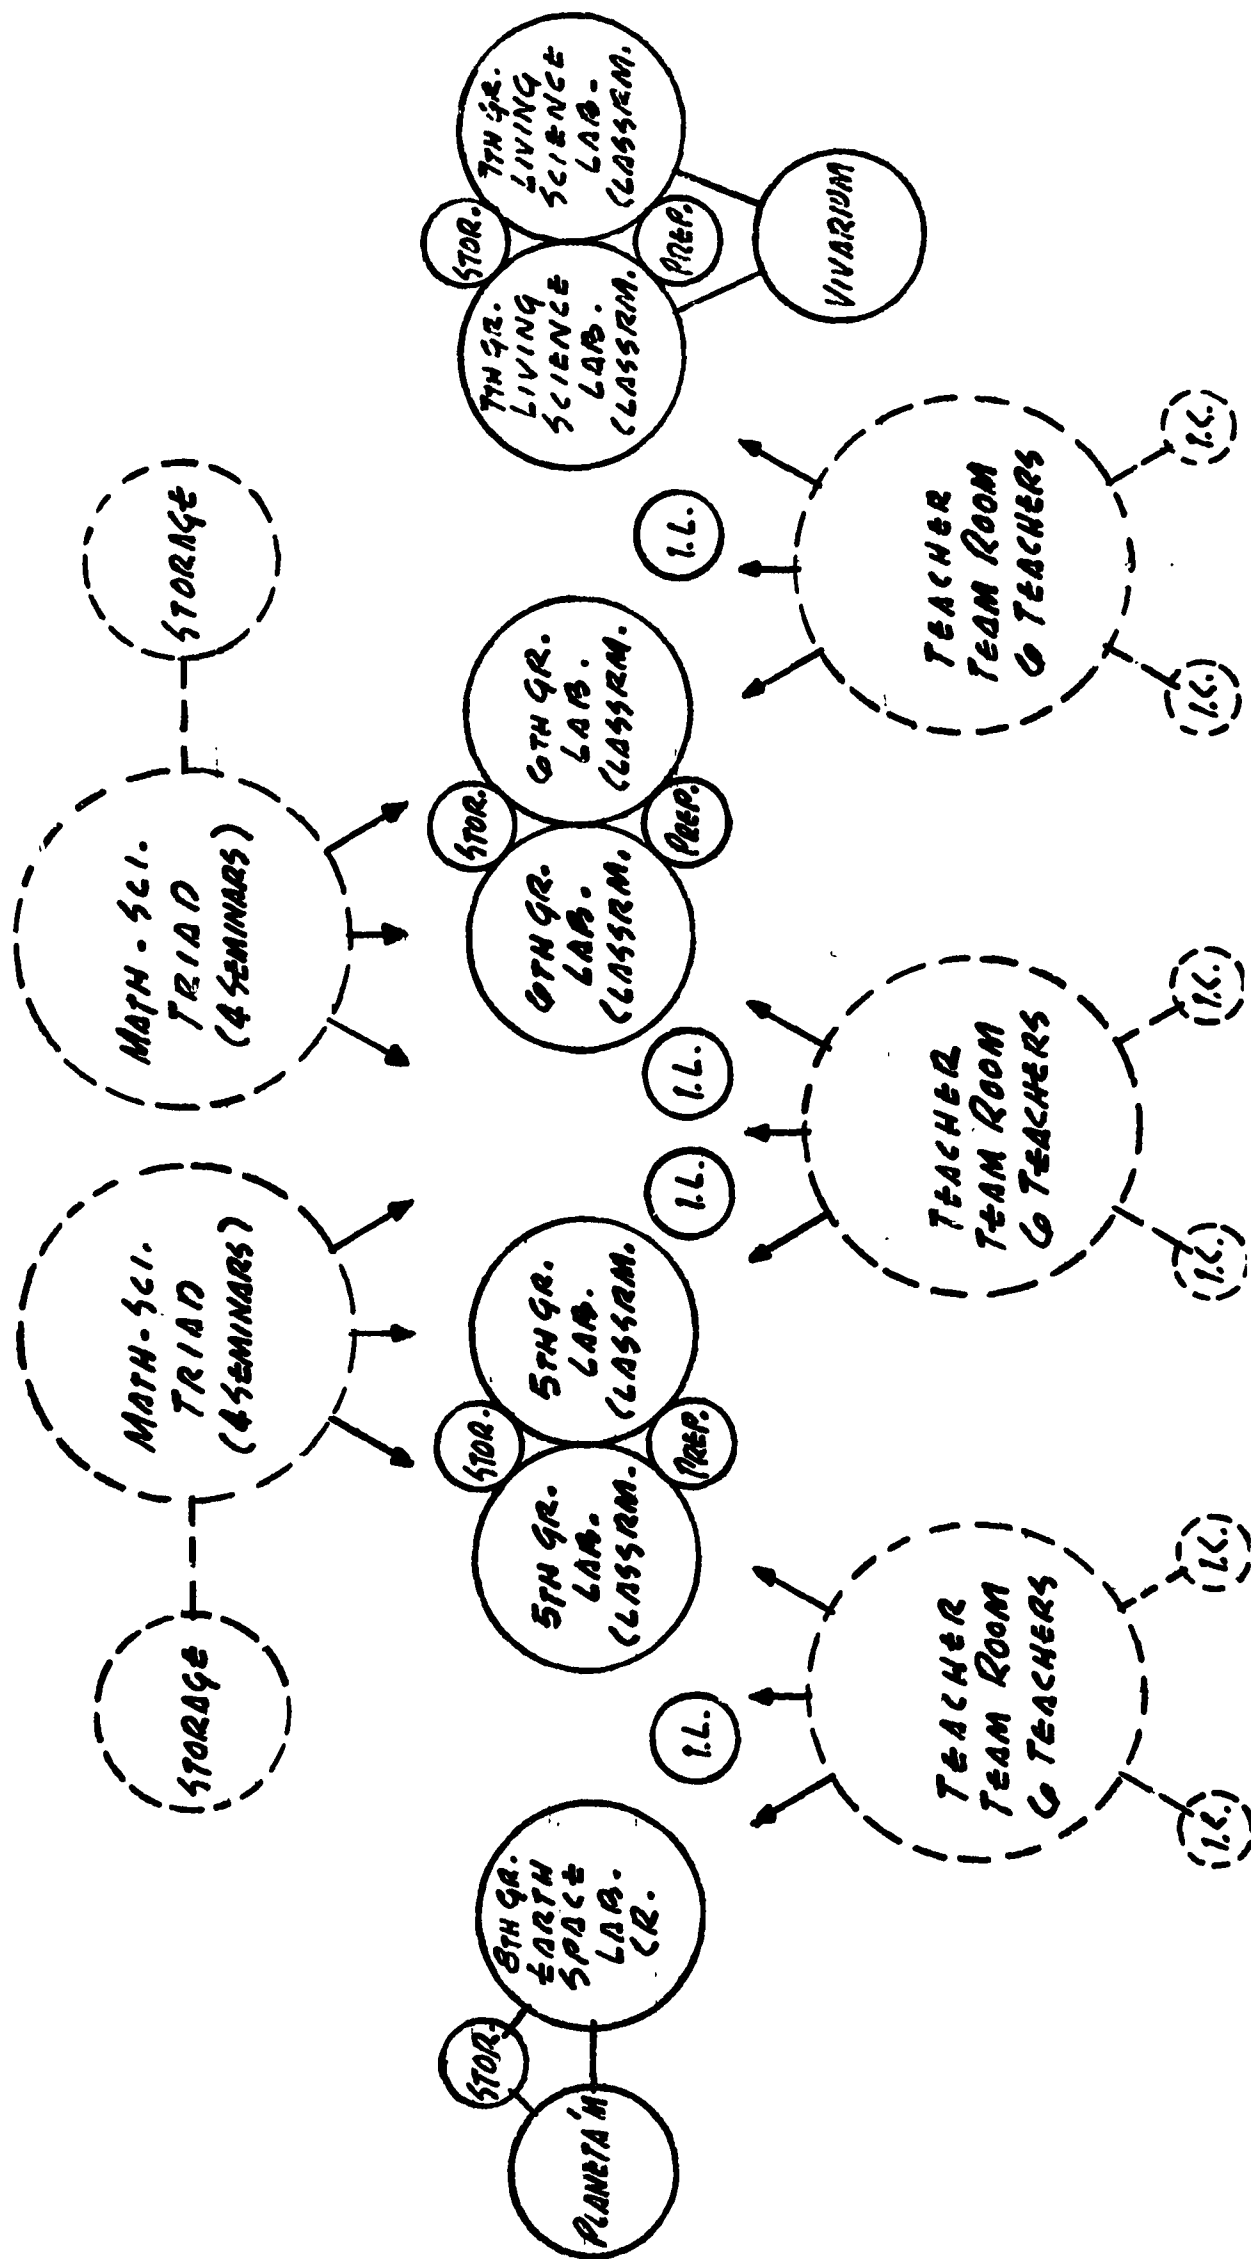 STORAGE
MATH.-SCI.
TRIAD
(4 SEMINARS)
MATH.-SCI.
TRIAD
(4 SEMINARS)
STORAGE
PLANETA'M
STOR.
8TH GR.
EARTH
SPACE
LAB.
CR.
I.L.
5TH GR.
LAB.
CLASSRM.
STOR.
PREP.
5TH GR.
LAB.
CLASSRM.
I.L.
I.L.
6TH GR.
LAB.
CLASSRM.
STOR.
PREP.
6TH GR.
LAB.
CLASSRM.
I.L.
7TH GR.
LIVING
SCIENCE
LAB.
CLASSRM.
STOR.
PREP.
7TH GR.
LIVING
SCIENCE
LAB.
CLASSRM.
VIVARIUM
TEACHER
TEAM ROOM
6 TEACHERS
I.C.
I.C.
TEACHER
TEAM ROOM
6 TEACHERS
I.C.
I.C.
TEACHER
TEAM ROOM
6 TEACHERS
I.C.
I.C.